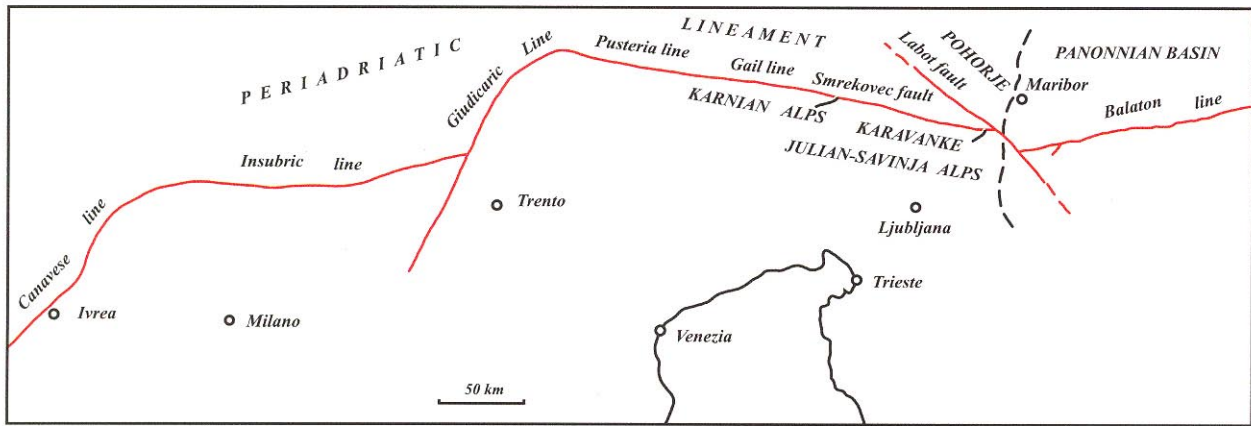 PERIADRIATIC
LINEAMENT
Canavese line
Insubric line
Giudicaric Line
Pusteria line
Gail line
Smrekovec fault
Labot fault
POHORJE
PANONNIAN BASIN
Maribor
Balaton line
KARNIAN ALPS
KARAVANKE
JULIAN-SAVINJA ALPS
Trento
Ljubljana
Trieste
Ivrea
Milano
Venezia
50 km